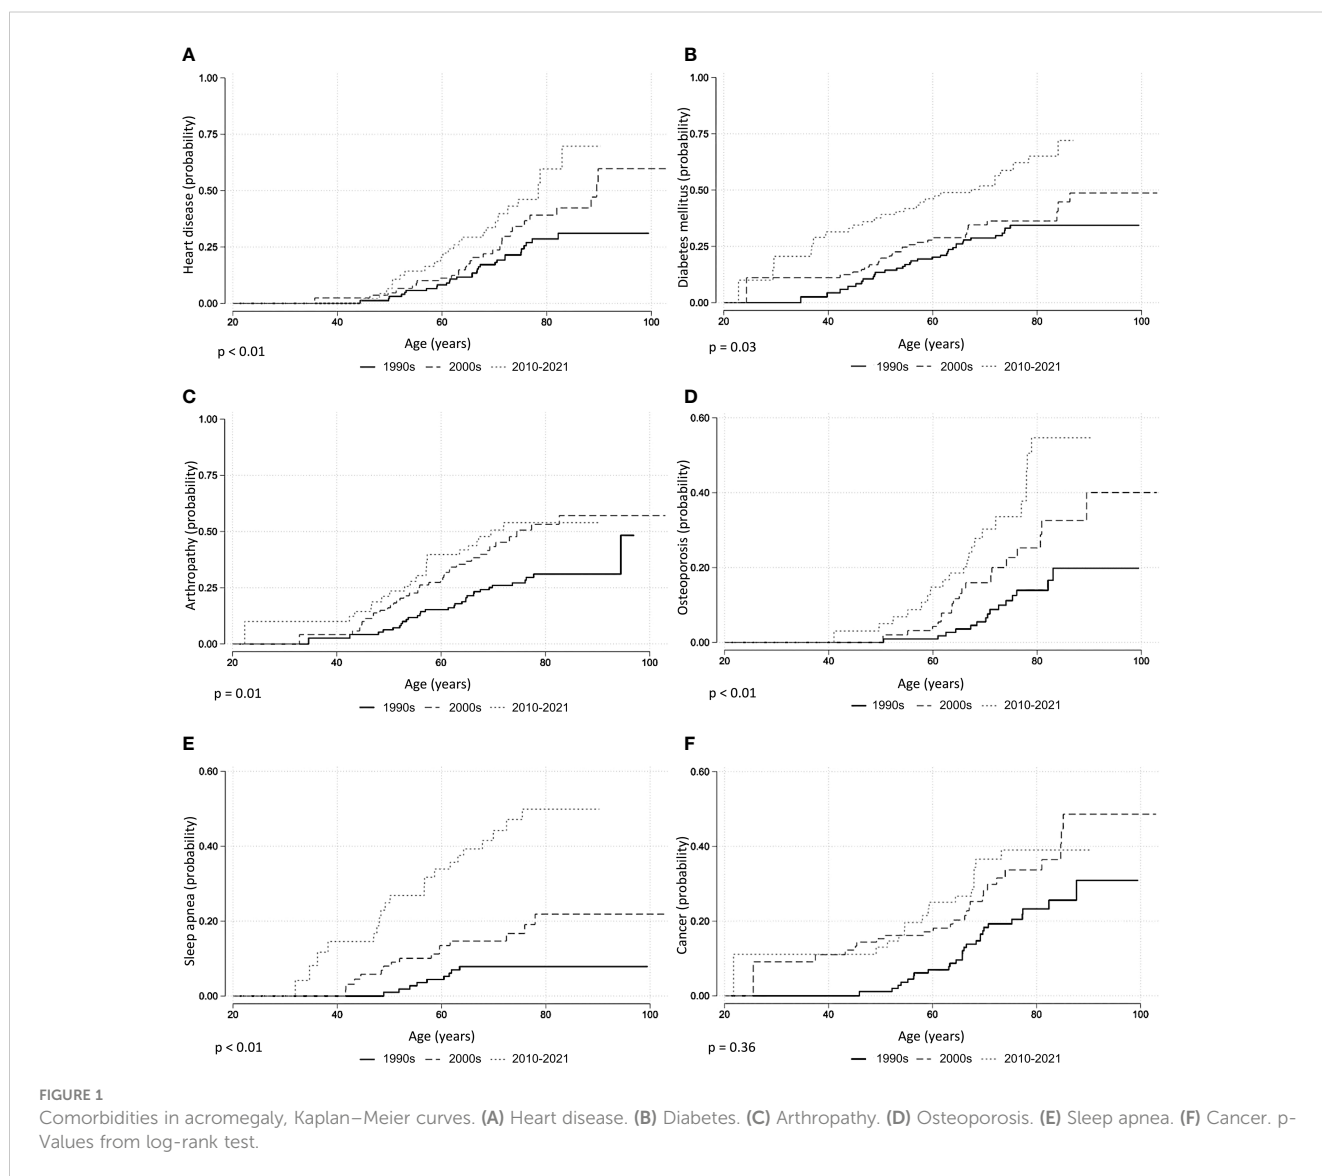 A
1.00
0.75
0.50
0.25
0.00
Heart disease (probability)
20 40 60 80 100
Age (years)
p < 0.01
1990s 2000s 2010-2021
B
1.00
0.75
0.50
0.25
0.00
Diabetes mellitus (probability)
20 40 60 80 100
Age (years)
p = 0.03
1990s 2000s 2010-2021
C
1.00
0.75
0.50
0.25
0.00
Arthropathy (probability)
20 40 60 80 100
Age (years)
p = 0.01
1990s 2000s 2010-2021
D
0.60
0.40
0.20
0.00
Osteoporosis (probability)
20 40 60 80 100
Age (years)
p < 0.01
1990s 2000s 2010-2021
E
0.60
0.40
0.20
0.00
Sleep apnea (probability)
20 40 60 80 100
Age (years)
p < 0.01
1990s 2000s 2010-2021
F
0.60
0.40
0.20
0.00
Cancer (probability)
20 40 60 80 100
Age (years)
p = 0.36
1990s 2000s 2010-2021
FIGURE 1
Comorbidities in acromegaly, Kaplan–Meier curves. (A) Heart disease. (B) Diabetes. (C) Arthropathy. (D) Osteoporosis. (E) Sleep apnea. (F) Cancer. p-
Values from log-rank test.